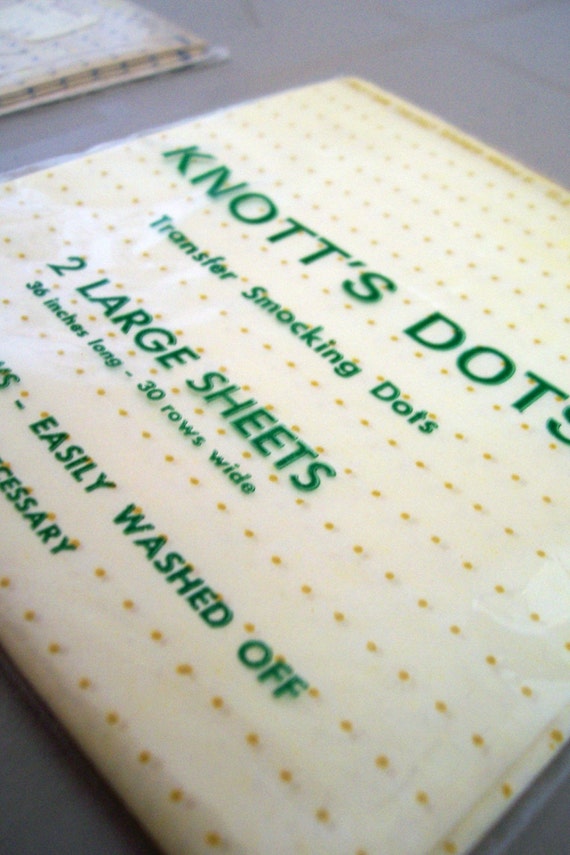 KNOTT'S DOTS
Transfer Smocking Dots
2 LARGE SHEETS
36 inches long - 30 rows wide
- EASILY WASHED OFF